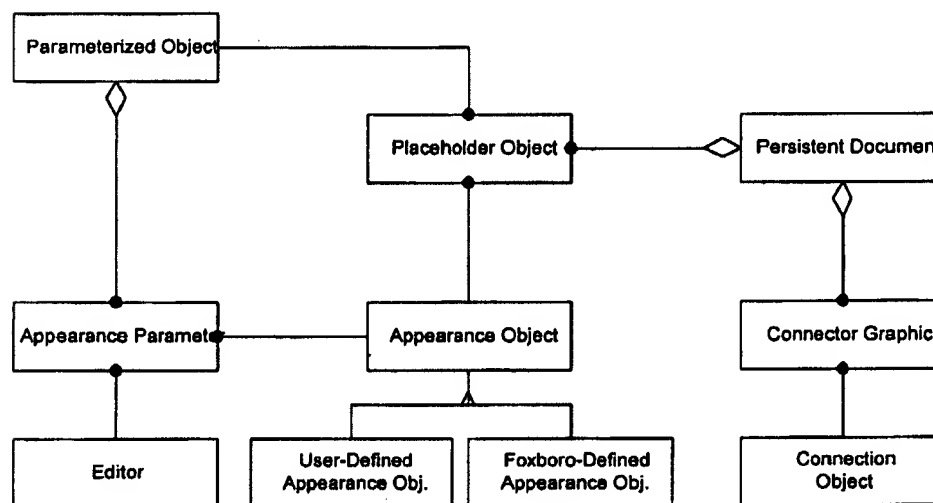 Parameterized Object
Placeholder Object
Persistent Documen
Appearance Paramet
Appearance Object
Connector Graphic
Editor
User-Defined
Appearance Obj.
Foxboro-Defined
Appearance Obj.
Connection
Object